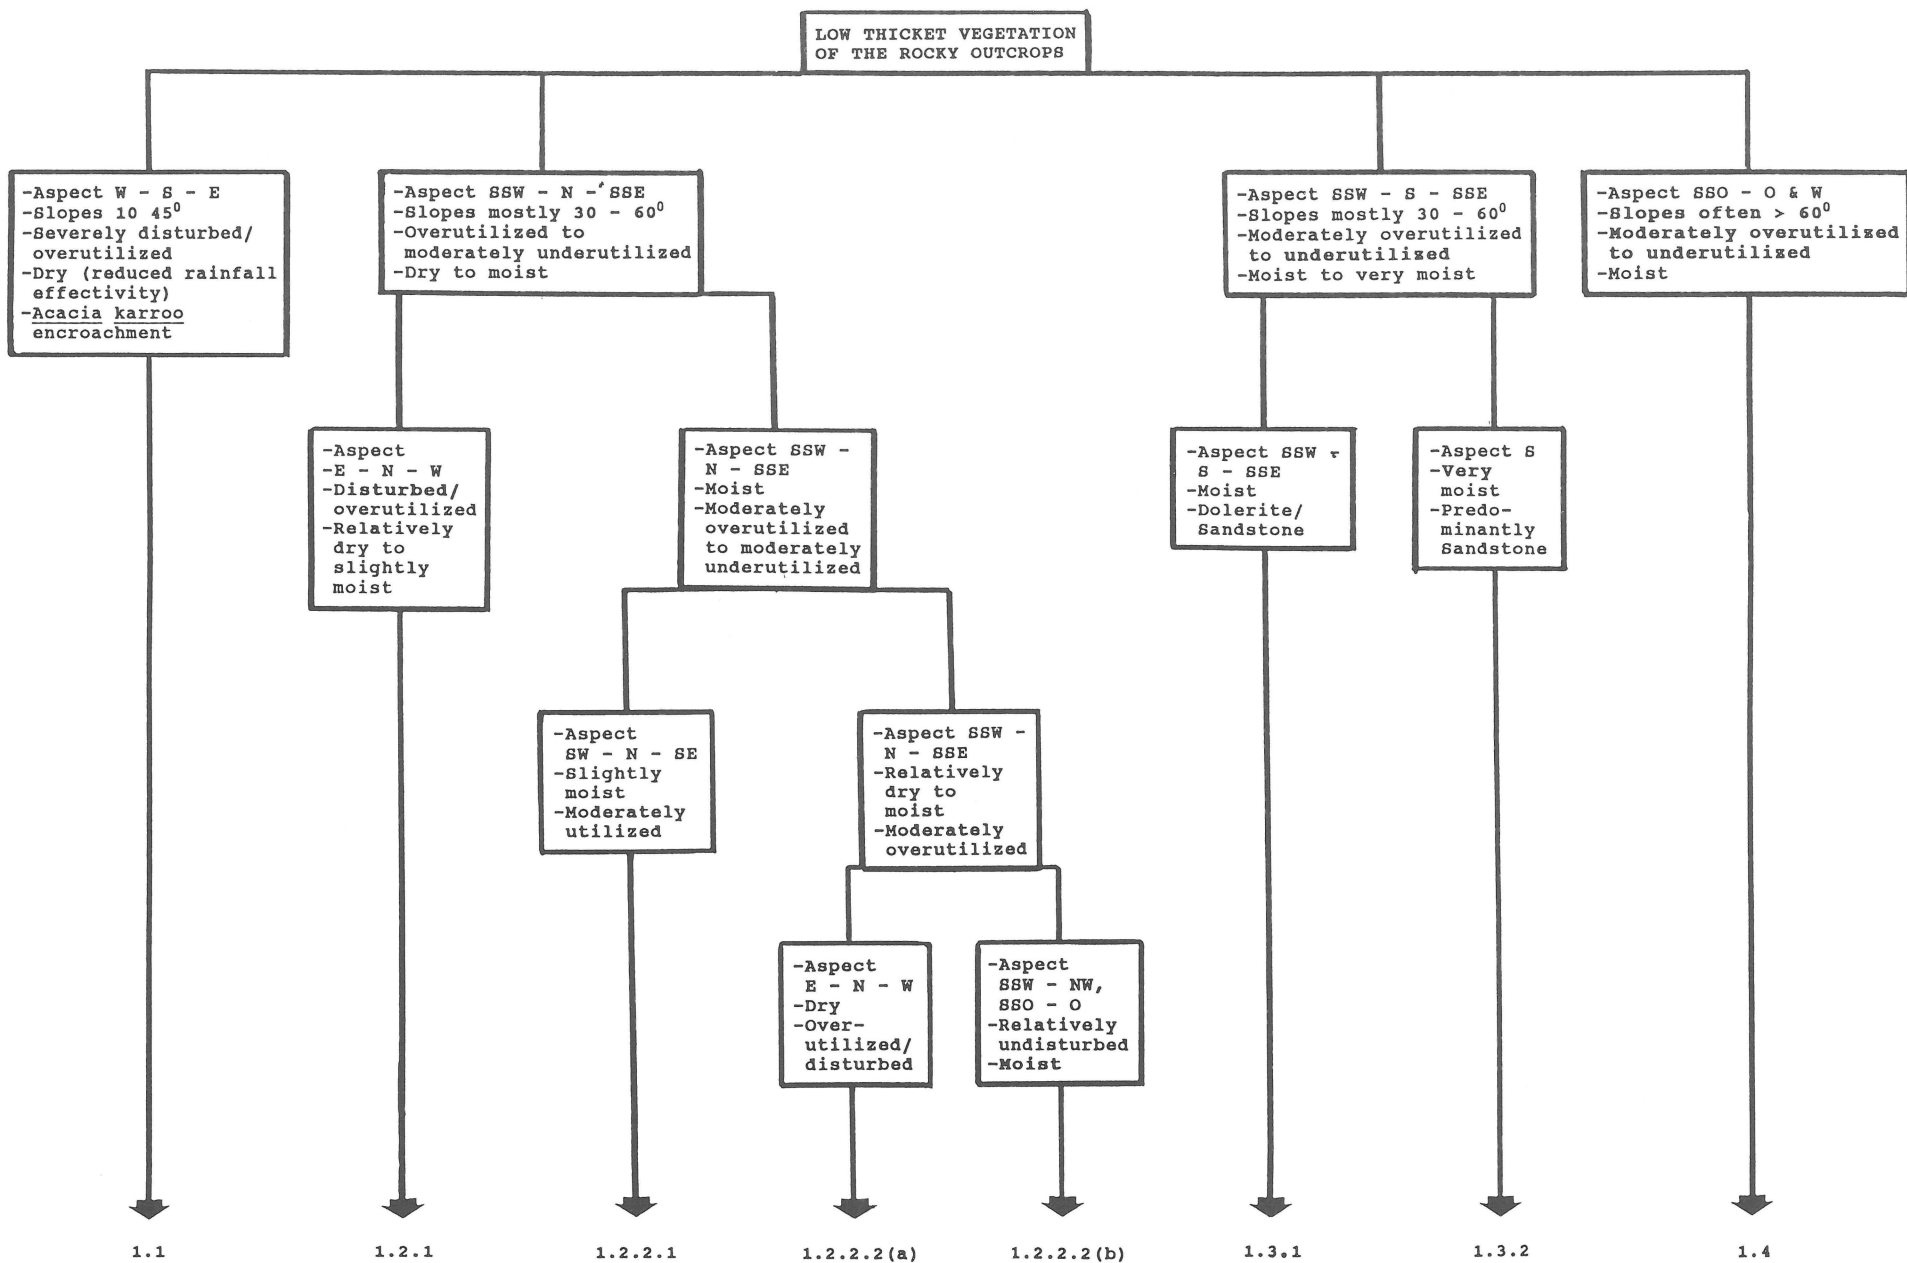 LOW THICKET VEGETATION
OF THE ROCKY OUTCROPS
-Aspect W - S - E
-Slopes 10 45⁰
-Severely disturbed/
overutilized
-Dry (reduced rainfall
effectivity)
-Acacia karroo
encroachment
-Aspect SSW - N - SSE
-Slopes mostly 30 - 60⁰
-Overutilized to
moderately underutilized
-Dry to moist
-Aspect SSW - S - SSE
-Slopes mostly 30 - 60⁰
-Moderately overutilized
to underutilized
-Moist to very moist
-Aspect SSO - O & W
-Slopes often > 60⁰
-Moderately overutilized
to underutilized
-Moist
-Aspect
-E - N - W
-Disturbed/
overutilized
-Relatively
dry to
slightly
moist
-Aspect SSW -
N - SSE
-Moist
-Moderately
overutilized
to moderately
underutilized
-Aspect SSW -
S - SSE
-Moist
-Dolerite/
Sandstone
-Aspect S
-Very
moist
-Predo-
minantly
Sandstone
-Aspect
SW - N - SE
-Slightly
moist
-Moderately
utilized
-Aspect SSW -
N - SSE
-Relatively
dry to
moist
-Moderately
overutilized
-Aspect
E - N - W
-Dry
-Over-
utilized/
disturbed
-Aspect
SSW - NW,
SSO - O
-Relatively
undisturbed
-Moist
1.1
1.2.1
1.2.2.1
1.2.2.2(a)
1.2.2.2(b)
1.3.1
1.3.2
1.4